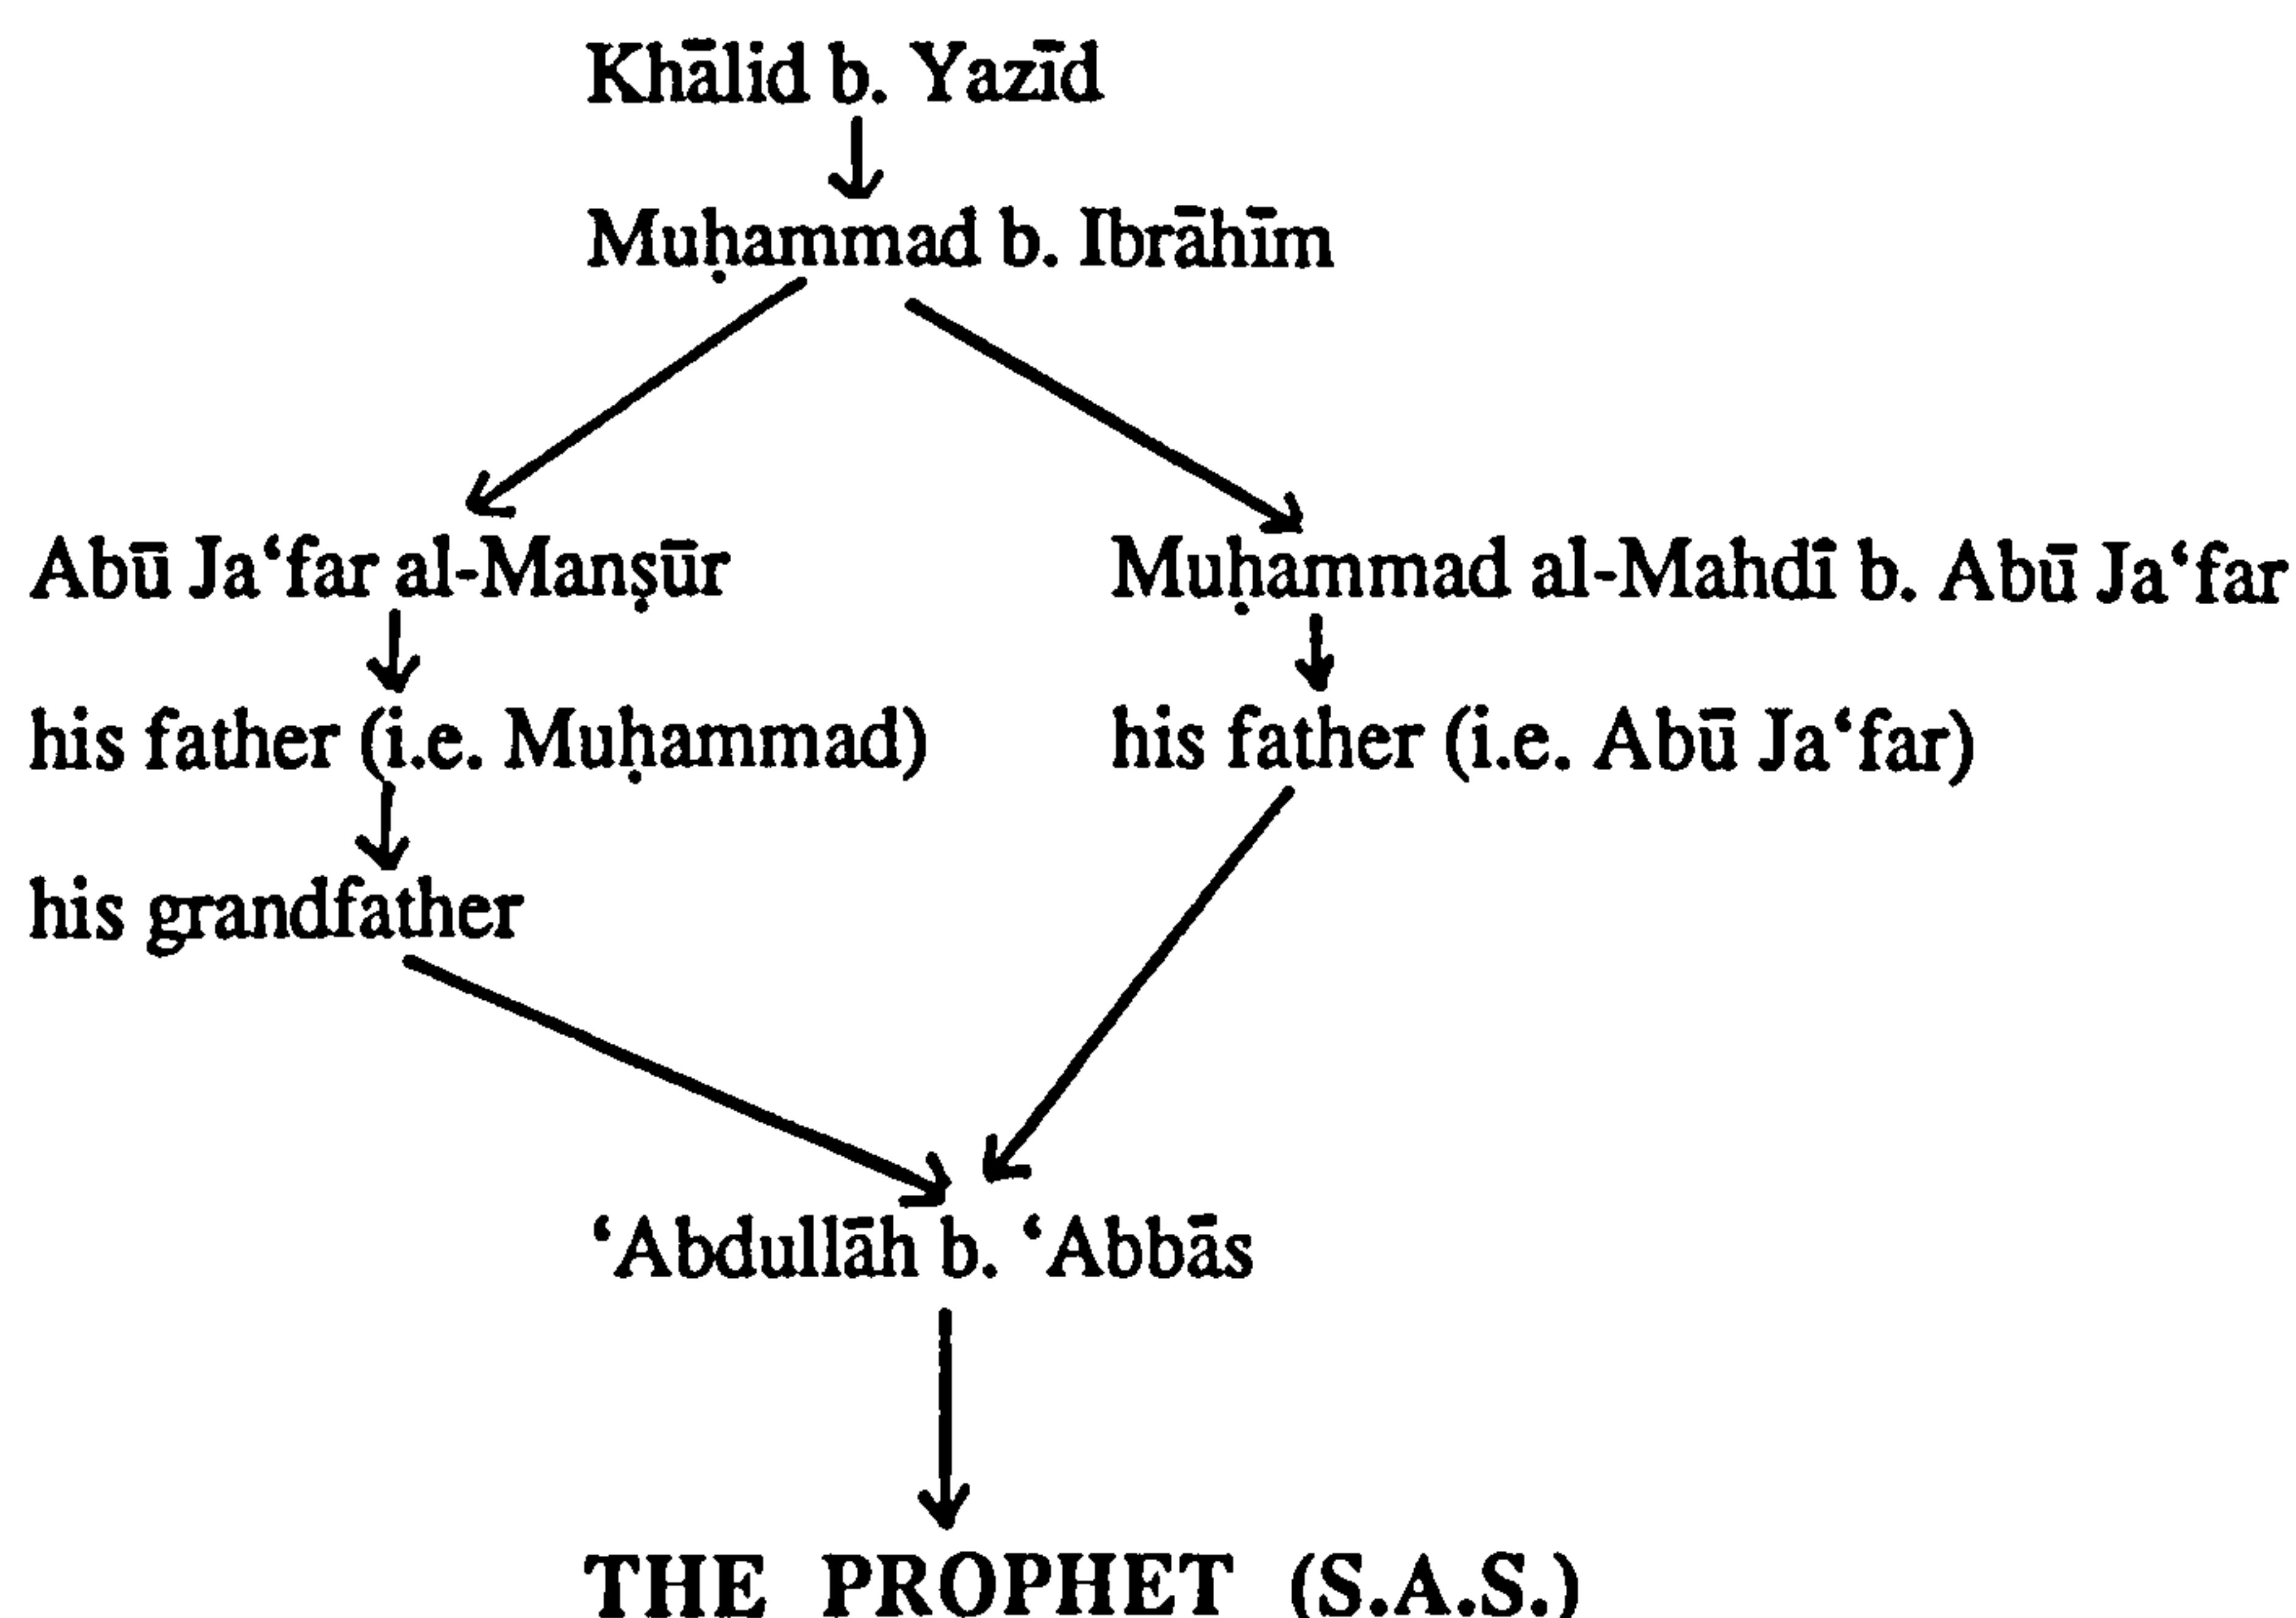 Khālid b. Yazīd
Muḥammad b. Ibrāhīm
Abū Ja‘far al-Manṣūr
Muḥammad al-Mahdī b. Abū Ja‘far
his father (i.e. Muḥammad)
his father (i.e. Abū Ja‘far)
his grandfather
‘Abdullāh b. ‘Abbās
THE PROPHET (S.A.S.)